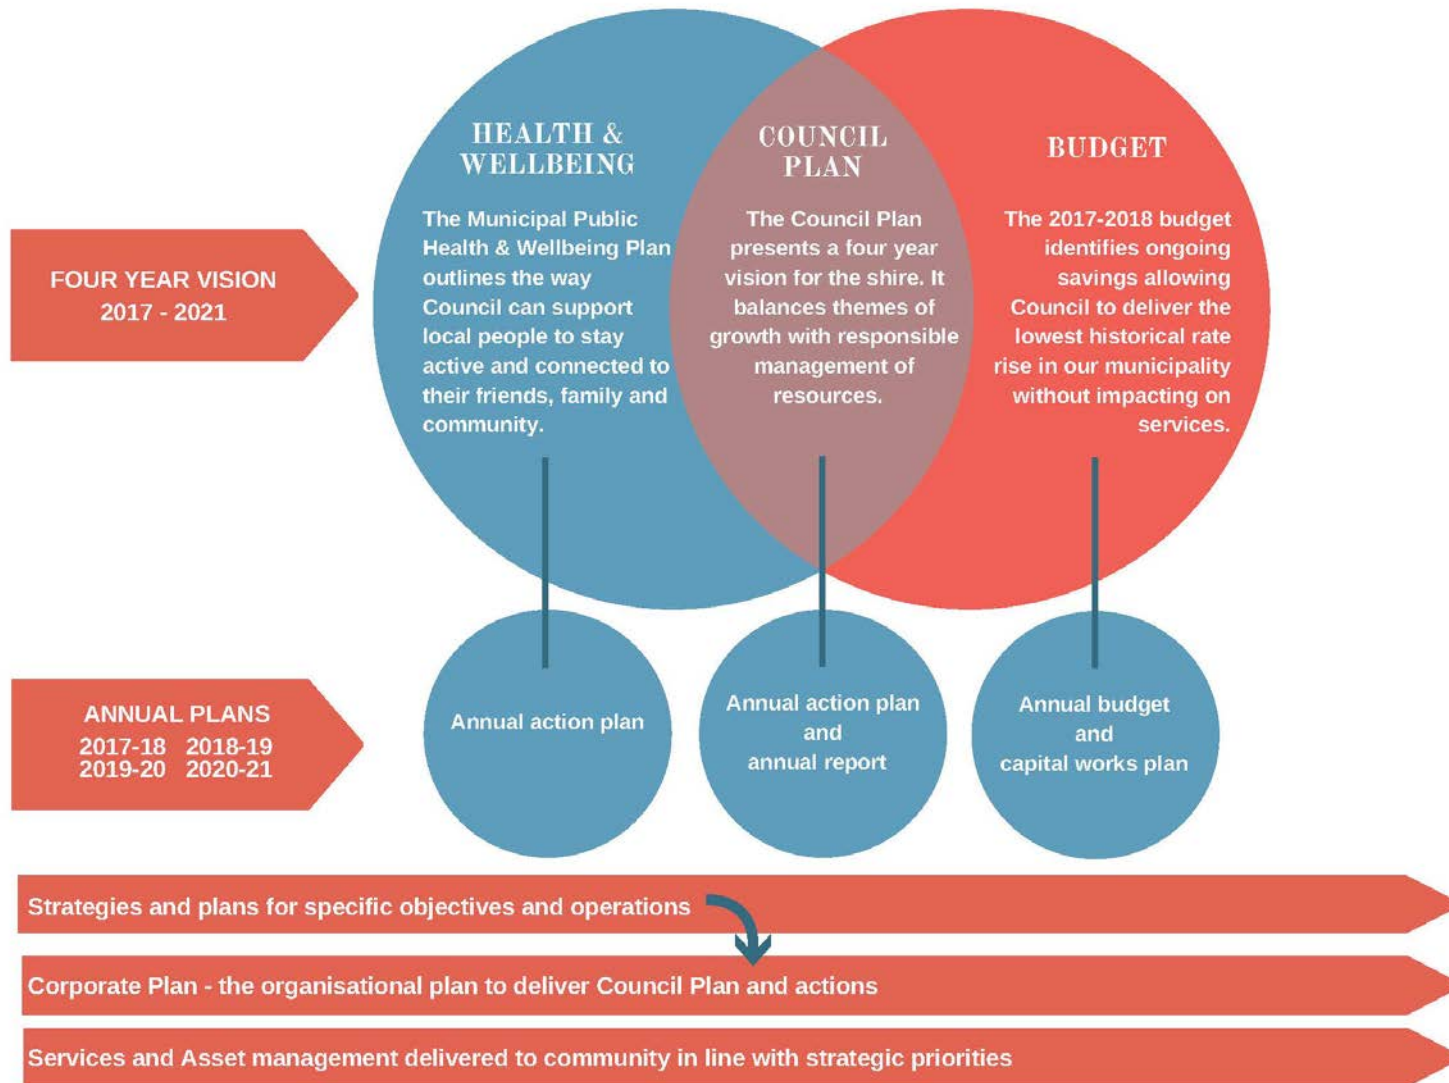 HEALTH &
WELLBEING
The Municipal Public
Health & Wellbeing Plan
outlines the way
Council can support
local people to stay
active and connected to
their friends, family and
community.
COUNCIL
PLAN
The Council Plan
presents a four year
vision for the shire. It
balances themes of
growth with responsible
management of
resources.
BUDGET
The 2017-2018 budget
identifies ongoing
savings allowing
Council to deliver the
lowest historical rate
rise in our municipality
without impacting on
services.
FOUR YEAR VISION
2017 - 2021
ANNUAL PLANS
2017-18 2018-19
2019-20 2020-21
Annual action plan
Annual action plan
and
annual report
Annual budget
and
capital works plan
Strategies and plans for specific objectives and operations
Corporate Plan - the organisational plan to deliver Council Plan and actions
Services and Asset management delivered to community in line with strategic priorities